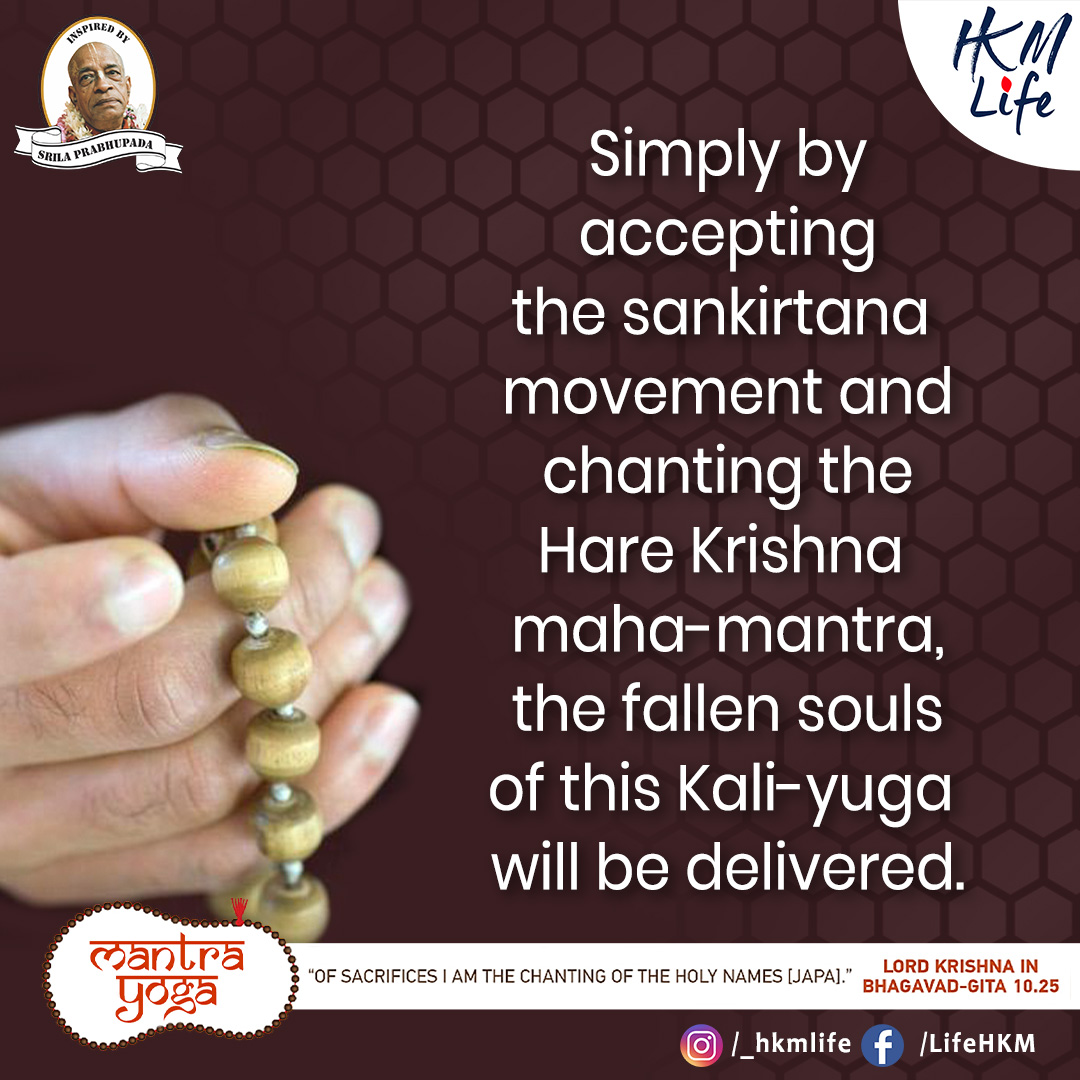 INSPIRED BY
SRILA PRABHUPADA
HKM
Life
Simply by
accepting
the sankirtana
movement and
chanting the
Hare Krishna
maha-mantra,
the fallen souls
of this Kali-yuga
will be delivered.
mantra
yoga
“OF SACRIFICES I AM THE CHANTING OF THE HOLY NAMES [JAPA].”
LORD KRISHNA IN
BHAGAVAD-GITA 10.25
/_hkmlife
/LifeHKM